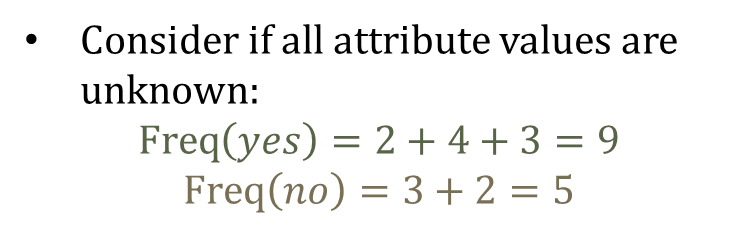 • Consider if all attribute values are
unknown:
Freq(yes) = 2 + 4 + 3 = 9
Freq(no) = 3 + 2 = 5